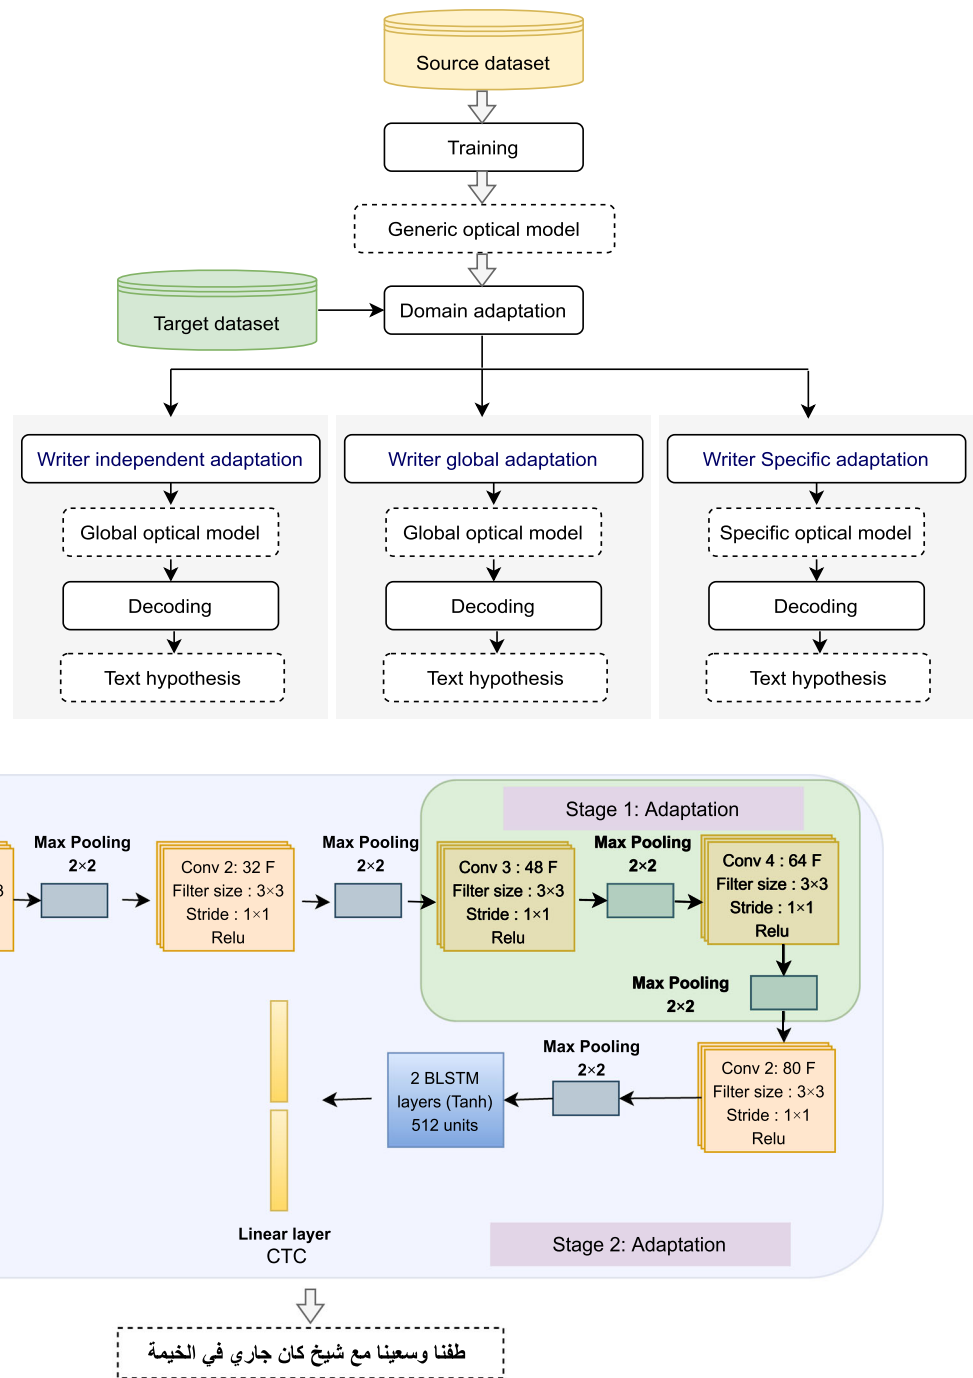 Source dataset
Training
Generic optical model
Target dataset
Domain adaptation
Writer independent adaptation
Global optical model
Decoding
Text hypothesis
Writer global adaptation
Global optical model
Decoding
Text hypothesis
Writer Specific adaptation
Specific optical model
Decoding
Text hypothesis
Stage 1: Adaptation
3
Max Pooling
2×2
Conv 2: 32 F
Filter size : 3×3
Stride : 1×1
Relu
Max Pooling
2×2
Conv 3 : 48 F
Filter size : 3×3
Stride : 1×1
Relu
Max Pooling
2×2
Conv 4 : 64 F
Filter size : 3×3
Stride : 1×1
Relu
Max Pooling
2×2
Conv 2: 80 F
Filter size : 3×3
Stride : 1×1
Relu
Max Pooling
2×2
2 BLSTM
layers (Tanh)
512 units
Linear layer
CTC
Stage 2: Adaptation
طفنا وسعينا مع شيخ كان جاري في الخيمة